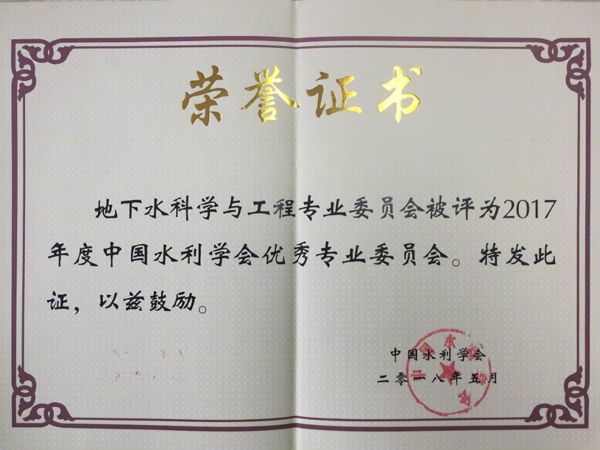 荣誉证书
地下水科学与工程专业委员会被评为2017
年度中国水利学会优秀专业委员会。特发此
证，以兹鼓励。
中国水利学会
二零一八年五月